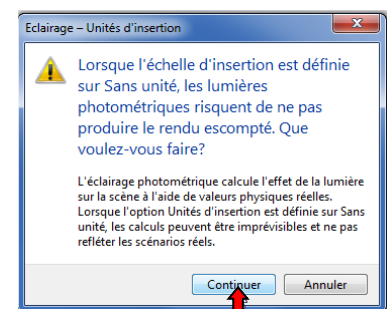 Eclairage – Unités d'insertion
Lorsque l'échelle d'insertion est définie
sur Sans unité, les lumières
photométriques risquent de ne pas
produire le rendu escompté. Que
voulez-vous faire?
L'éclairage photométrique calcule l'effet de la lumière
sur la scène à l'aide de valeurs physiques réelles.
Lorsque l'option Unités d'insertion est définie sur Sans
unité, les calculs peuvent être imprévisibles et ne pas
refléter les scénarios réels.
Continuer Annuler